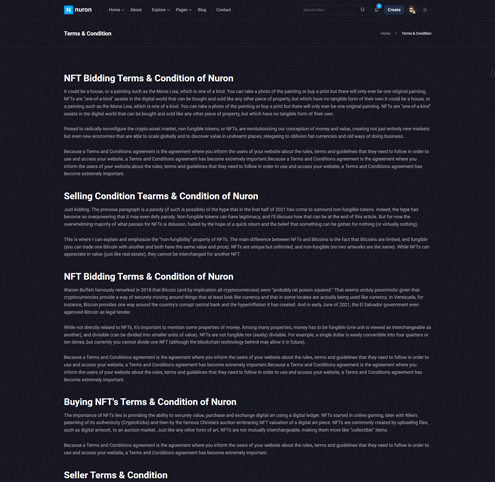 nuron
Home About Explore Pages Blog Contact
Search Here
Create
Terms & Condition
Home Terms & Condition
NFT Bidding Terms & Condition of Nuron
It could be a house, or a painting such as the Mona Lisa, which is one of a kind. You can take a photo of the painting or buy a print but there will only ever be one original painting.
NFTs are "one-of-a-kind" assets in the digital world that can be bought and sold like any other piece of property, but which have no tangible form of their own.It could be a house, or
a painting such as the Mona Lisa, which is one of a kind. You can take a photo of the painting or buy a print but there will only ever be one original painting. NFTs are "one-of-a-kind"
assets in the digital world that can be bought and sold like any other piece of property, but which have no tangible form of their own.
Poised to radically reconfigure the crypto-asset market, non-fungible tokens, or NFTs, are revolutionizing our conception of money and value, creating not just entirely new markets
but even new economies that are able to scale globally and to discover value in undreamt places, relegating to oblivion fiat currencies and old ways of doing business.
Because a Terms and Conditions agreement is the agreement where you inform the users of your website about the rules, terms and guidelines that they need to follow in order to
use and access your website, a Terms and Conditions agreement has become extremely important.Because a Terms and Conditions agreement is the agreement where you
inform the users of your website about the rules, terms and guidelines that they need to follow in order to use and access your website, a Terms and Conditions agreement has
become extremely important.
Selling Condition Tearms & Condition of Nuron
Just kidding. The previous paragraph is a parody (if such is possible) of the hype that in the first half of 2021 has come to surround non fungible tokens. Indeed, the hype has
become so overpowering that it may even defy parody. Non-fungible tokens can have legitimacy, and I'll discuss how that can be at the end of this article. But for now the
overwhelming majority of what passes for NFTs is delusion, fueled by the hope of a quick return and the belief that something can be gotten for nothing (or virtually nothing).
This is where I can explain and emphasize the "non-fungibility" property of NFTs. The main difference between NFTs and Bitcoins is the fact that Bitcoins are limited, and fungible
(you can trade one Bitcoin with another and both have the same value and price). NFTs are unique but unlimited, and non-fungible (no two artworks are the same). While NFTs can
appreciate in value (just like real estate), they cannot be interchanged for another NFT.
NFT Bidding Terms & Condition of Nuron
Warren Buffett famously remarked in 2018 that Bitcoin (and by implication all cryptocurrencies) were "probably rat poison squared." That seems unduly pessimistic given that
cryptocurrencies provide a way of securely moving around things that at least look like currency and that in some locales are actually being used like currency. In Venezuela, for
instance, Bitcoin provides one way around the country's corrupt central bank and the hyperinflation it has created. And in early June of 2021, the El Salvador government even
approved Bitcoin as legal tender
While not directly related to NFTs, it's important to mention some properties of money. Among many properties, money has to be fungible (one unit is viewed as interchangeable as
another), and divisible (can be divided into smaller units of value). NFTs are not fungible nor (easily) divisible. For example, a single dollar is easily convertible into four quarters or
ten dimes, but currently you cannot divide one NFT (although the blockchain technology behind may allow it in future).
Because a Terms and Conditions agreement is the agreement where you inform the users of your website about the rules, terms and guidelines that they need to follow in order to
use and access your website, a Terms and Conditions agreement has become extremely important.Because a Terms and Conditions agreement is the agreement where you
inform the users of your website about the rules, terms and guidelines that they need to follow in order to use and access your website, a Terms and Conditions agreement has
become extremely important.
Buying NFT's Terms & Condition of Nuron
The importance of NFTs lies in providing the ability to securely value, purchase and exchange digital art using a digital ledger. NFTs started in online gaming, later with Nike's
patenting of its authenticity (CryptoKicks) and then by the famous Christie's auction embracing NFT valuation of a digital art piece. NFTs are commonly created by uploading files,
such as digital artwork, to an auction market. Just like any other form of art, NFTs are not mutually interchangeable, making them more like "collectible" items.
Because a Terms and Conditions agreement is the agreement where you inform the users of your website about the rules, terms and guidelines that they need to follow in order to
use and access your website, a Terms and Conditions agreement has become extremely important.
Seller Terms & Condition